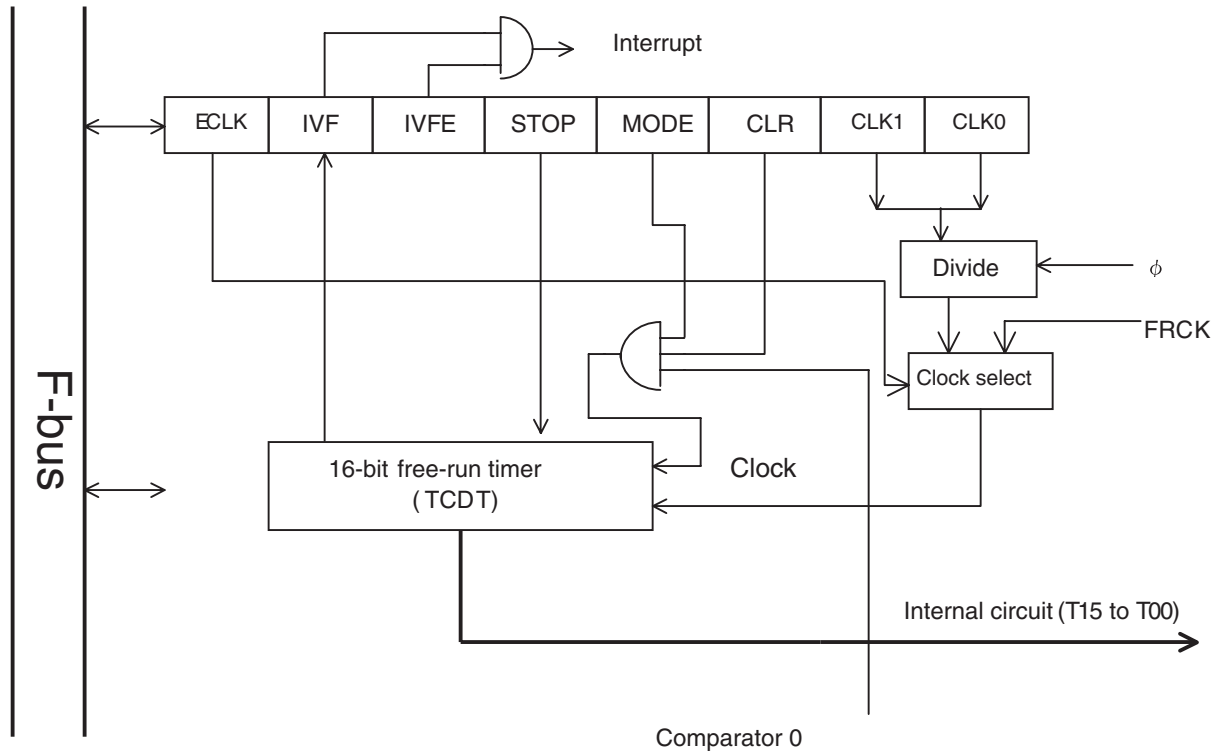 Interrupt
ECLK IVF IVFE STOP MODE CLR CLK1 CLK0
Divide
ϕ
FRCK
Clock select
F-bus
16-bit free-run timer
( TCDT)
Clock
Internal circuit (T15 to T00)
Comparator 0